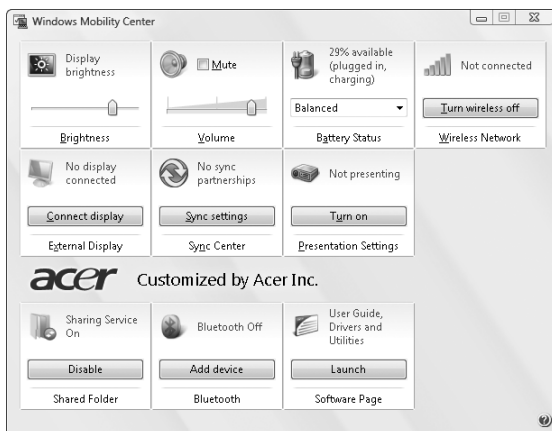 Windows Mobility Center
Display
brightness
Brightness
Mute
Volume
29% available
(plugged in,
charging)
Balanced
Battery Status
Not connected
Turn wireless off
Wireless Network
No display
connected
Connect display
External Display
No sync
partnerships
Sync settings
Sync Center
Not presenting
Turn on
Presentation Settings
acer Customized by Acer Inc.
Sharing Service
On
Disable
Shared Folder
Bluetooth Off
Add device
Bluetooth
User Guide,
Drivers and
Utilities
Launch
Software Page